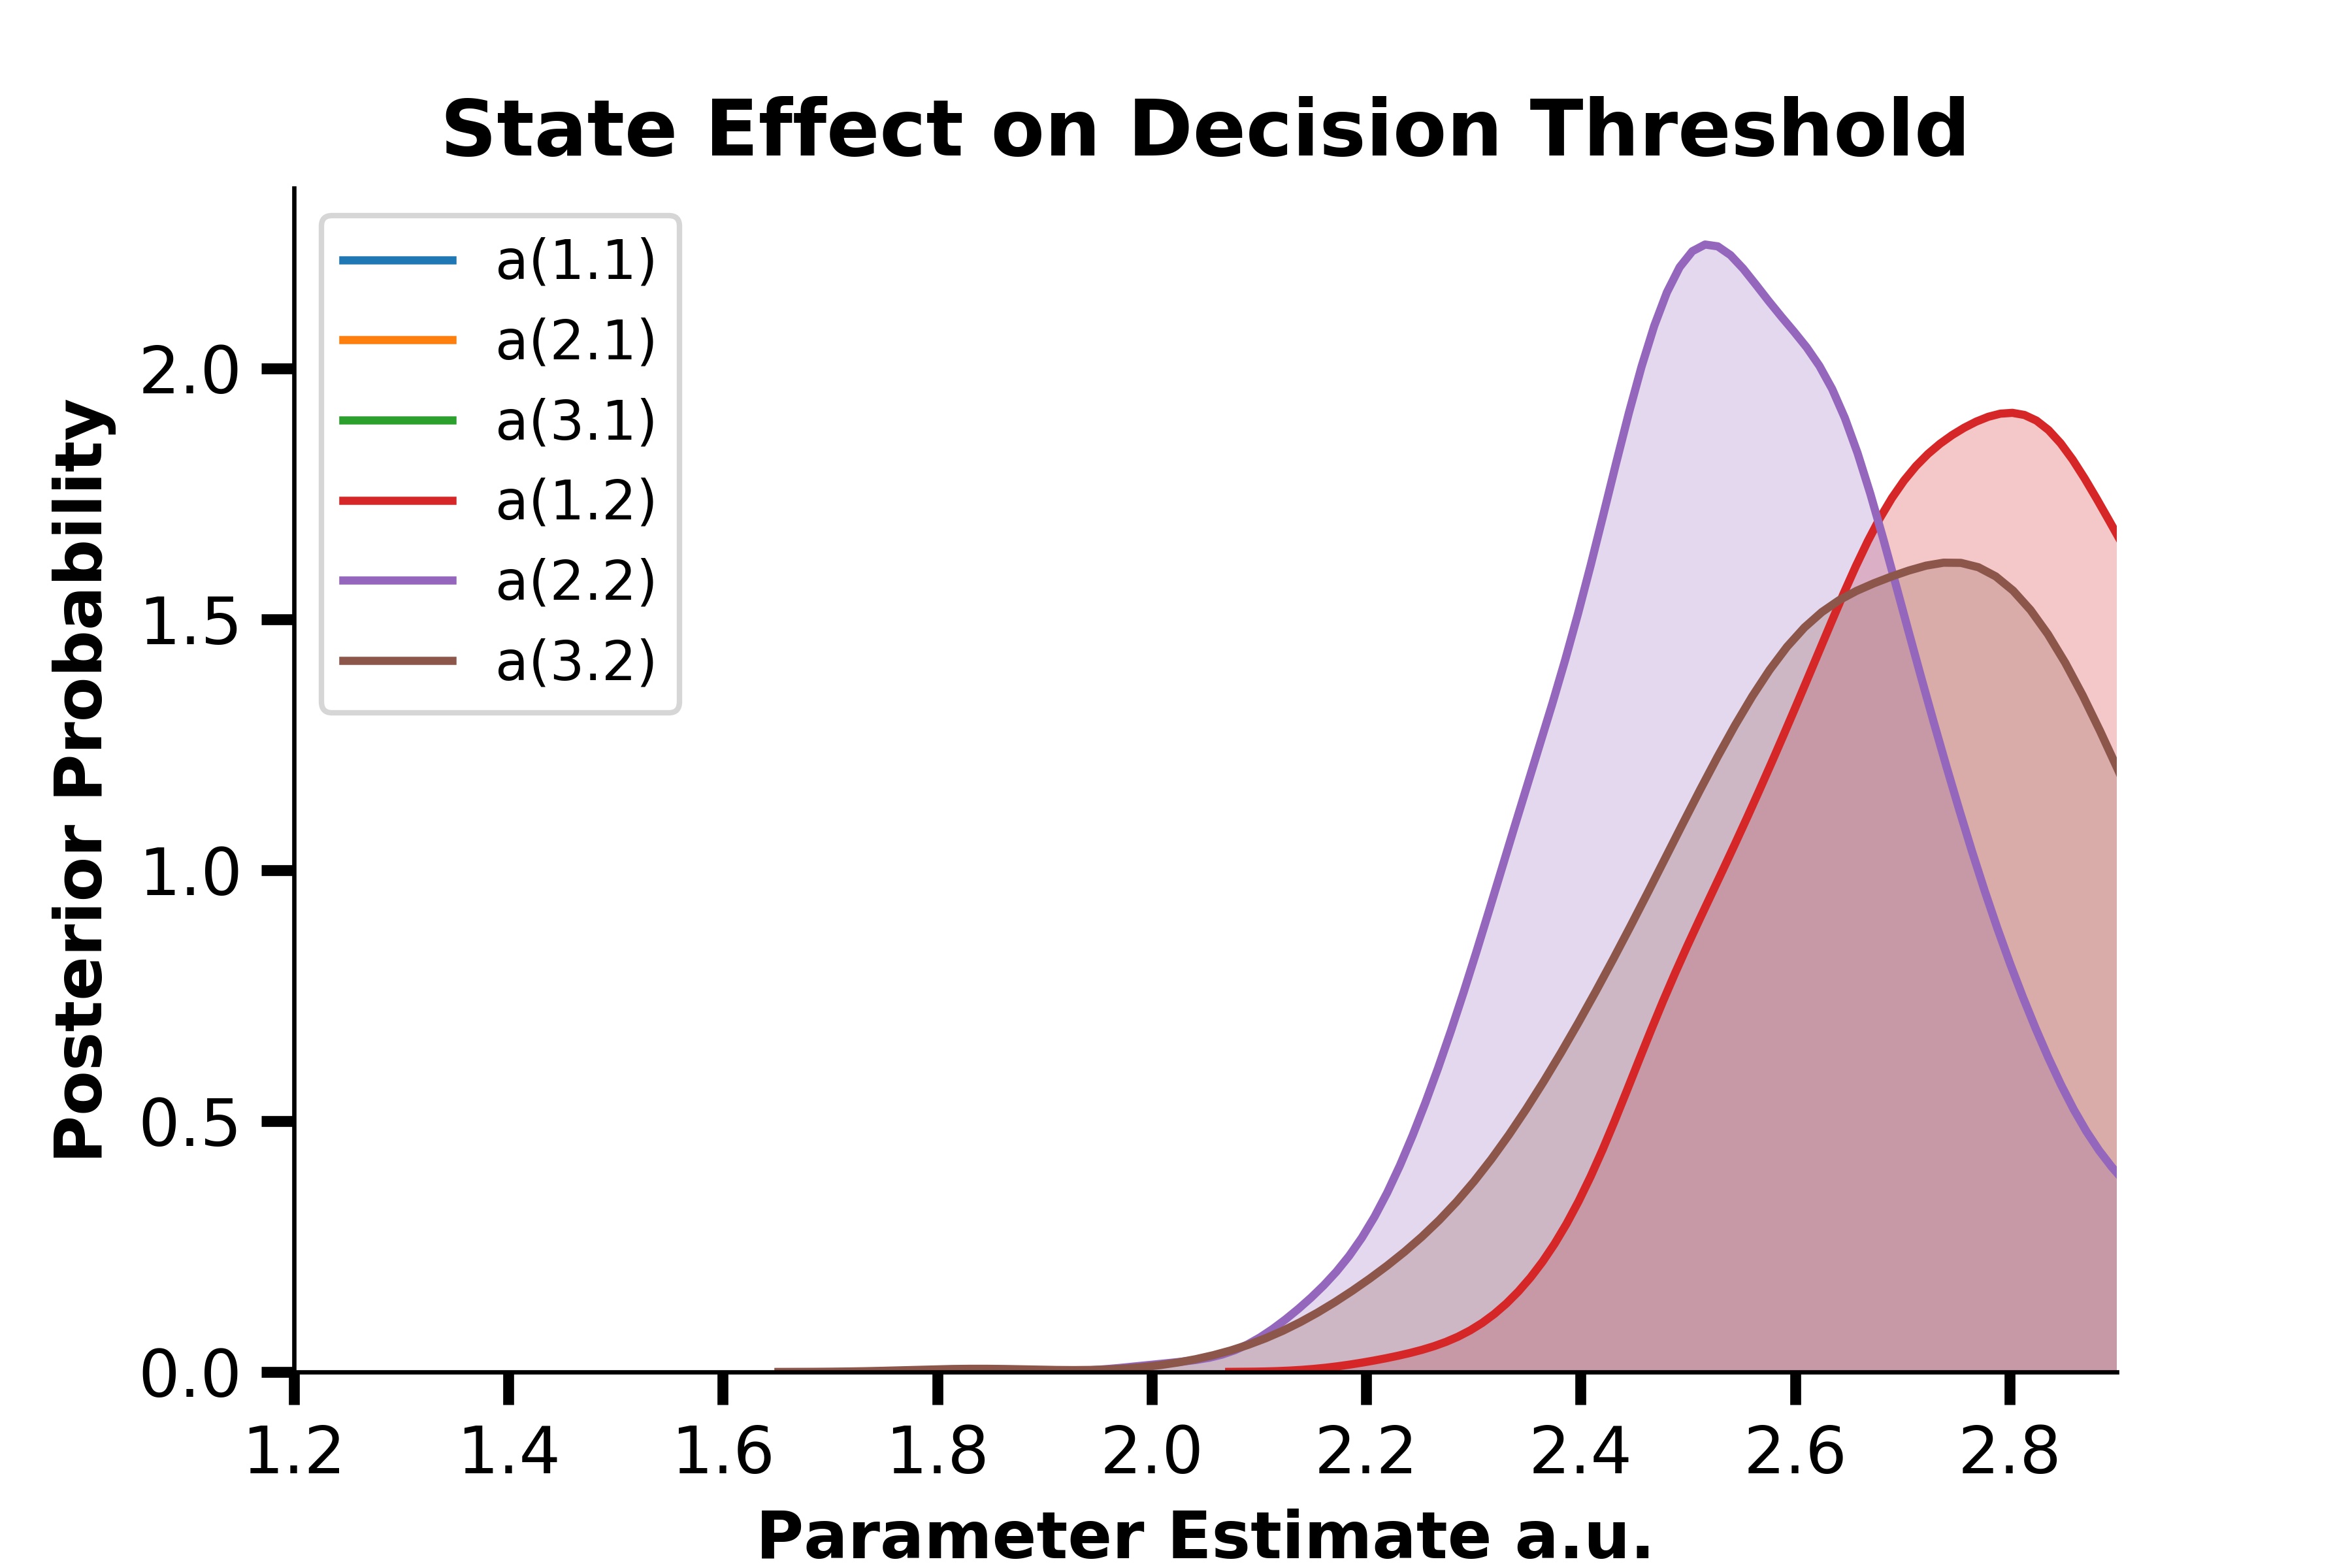 State Effect on Decision Threshold
a(1.1)
a(2.1)
a(3.1)
a(1.2)
a(2.2)
a(3.2)
Posterior Probability
2.0
1.5
1.0
0.5
0.0
1.2 1.4 1.6 1.8 2.0 2.2 2.4 2.6 2.8
Parameter Estimate a.u.